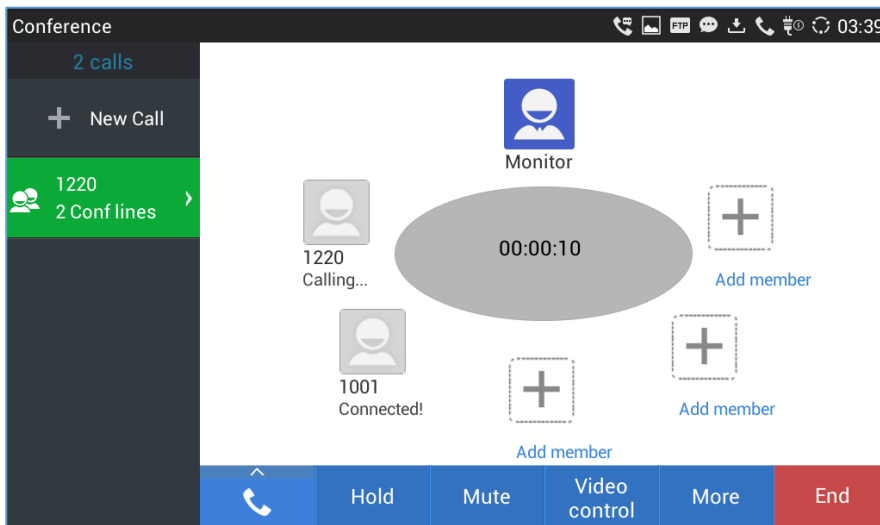 Conference
FTP
03:39
2 calls
New Call
1220
2 Conf lines
Monitor
1220
Calling...
00:00:10
Add member
1001
Connected!
Add member
Add member
Hold
Mute
Video
control
More
End